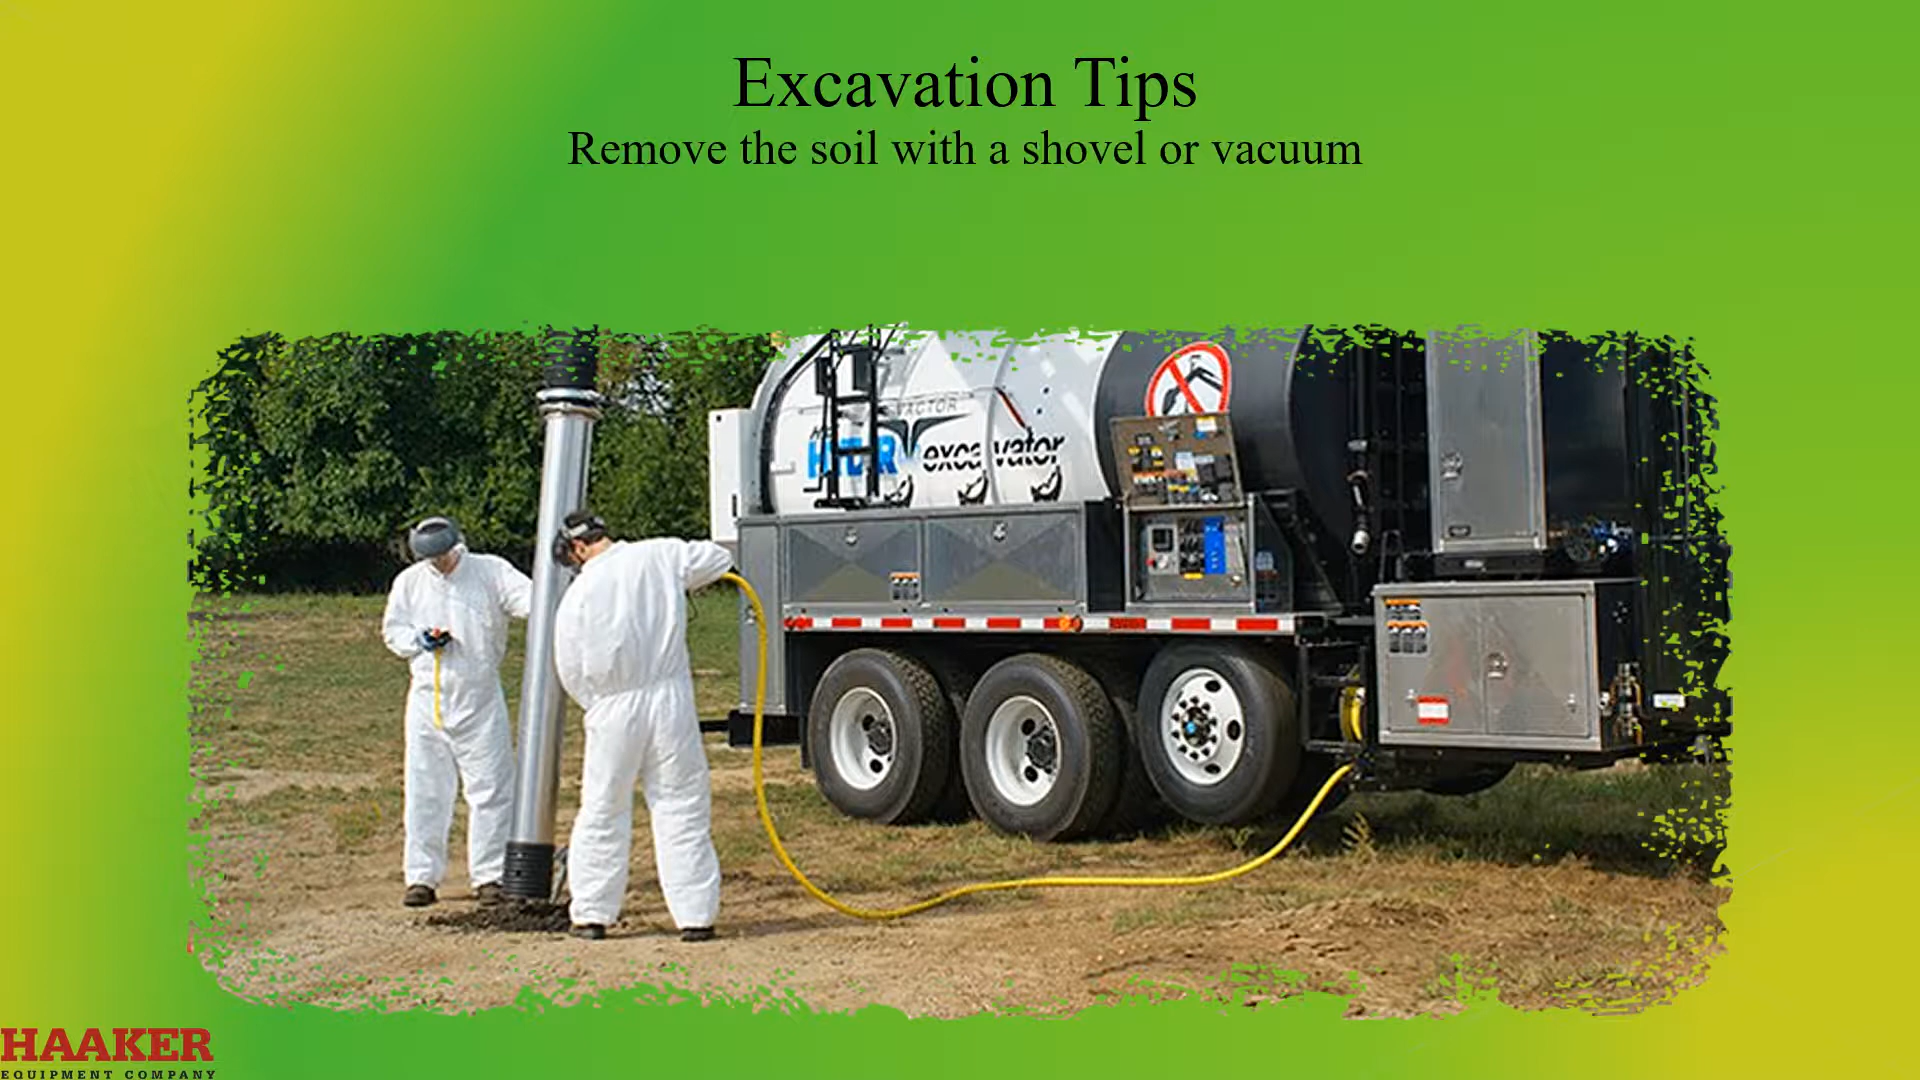 Excavation Tips
Remove the soil with a shovel or vacuum
excavator
HAAKER
EQUIPMENT COMPANY